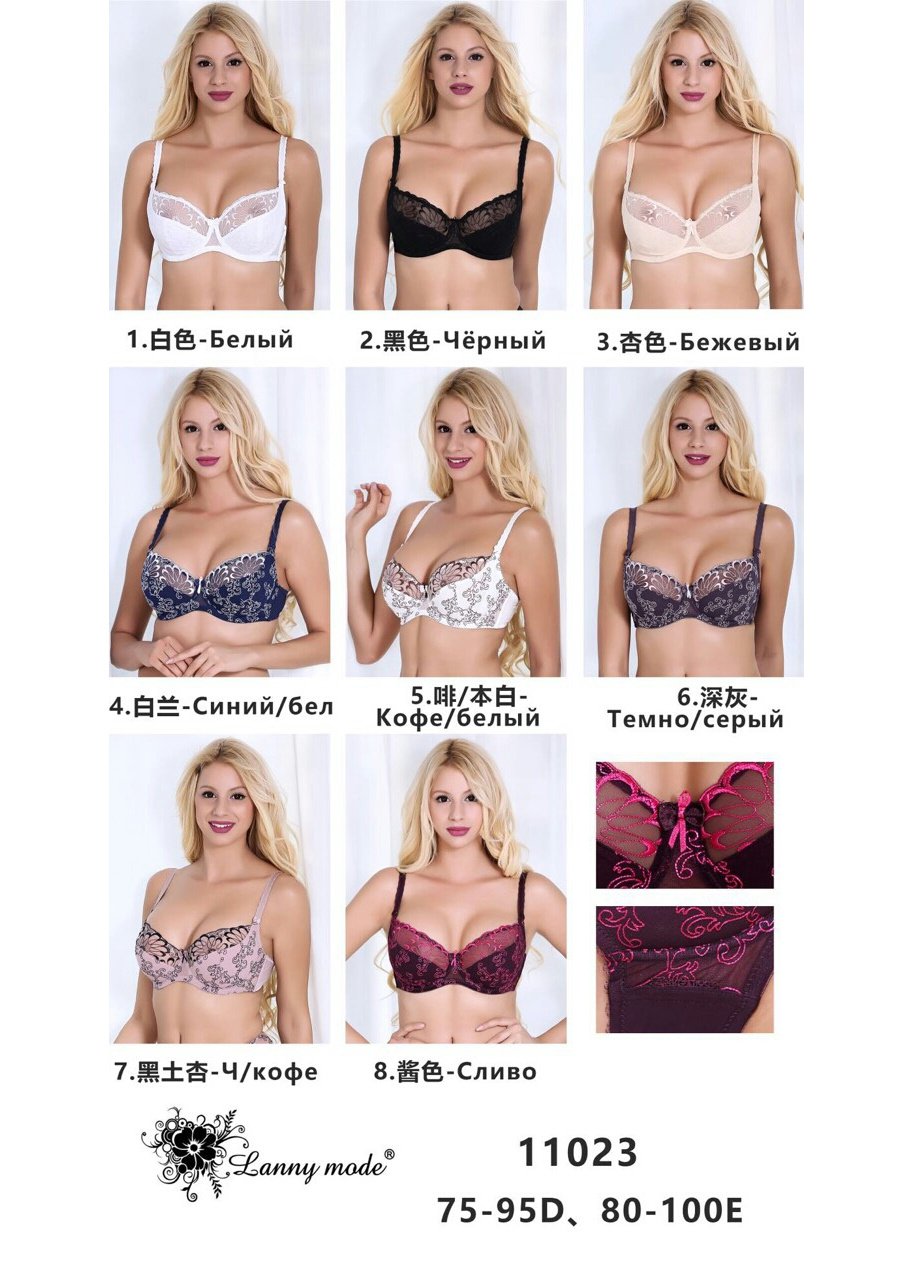 1.白色-Белый
2.黑色-Чёрный
3.杏色-Бежевый
4.白兰-Синий/бел
5.啡/本白-
Кофе/белый
6.深灰-
Темно/серый
7.黑土杏-Ч/кофе
8.酱色-Сливо
Lanny mode®
11023
75-95D、80-100E